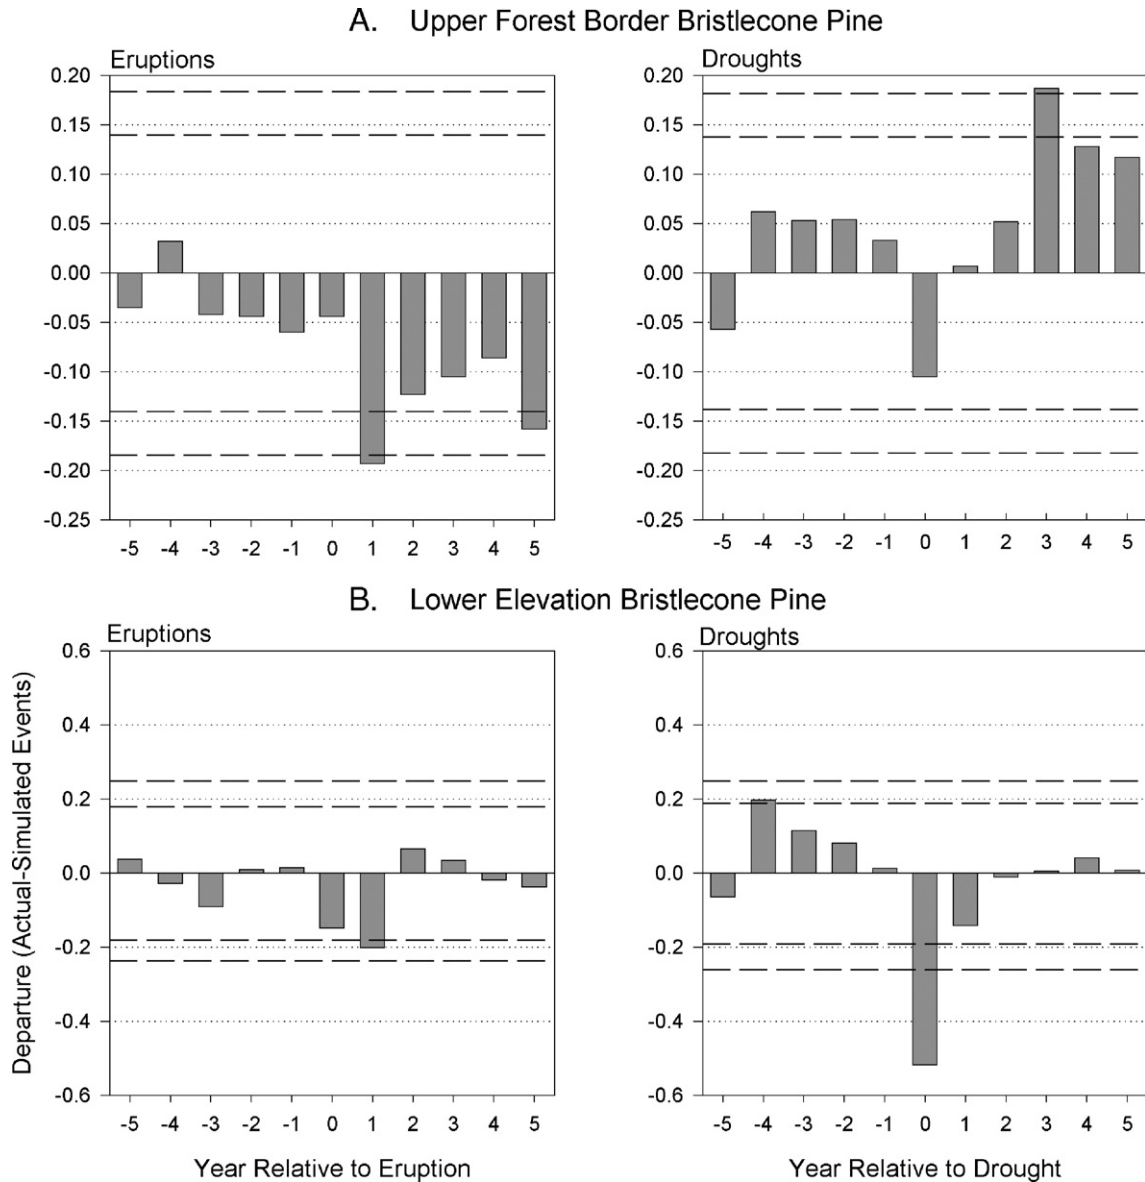 A. Upper Forest Border Bristlecone Pine
Eruptions
0.20
0.15
0.10
0.05
0.00
-0.05
-0.10
-0.15
-0.20
-0.25
-5 -4 -3 -2 -1 0 1 2 3 4 5
Droughts
0.20
0.15
0.10
0.05
0.00
-0.05
-0.10
-0.15
-0.20
-0.25
-5 -4 -3 -2 -1 0 1 2 3 4 5
B. Lower Elevation Bristlecone Pine
Departure (Actual-Simulated Events)
Eruptions
0.6
0.4
0.2
0.0
-0.2
-0.4
-0.6
-5 -4 -3 -2 -1 0 1 2 3 4 5
Year Relative to Eruption
Droughts
0.6
0.4
0.2
0.0
-0.2
-0.4
-0.6
-5 -4 -3 -2 -1 0 1 2 3 4 5
Year Relative to Drought